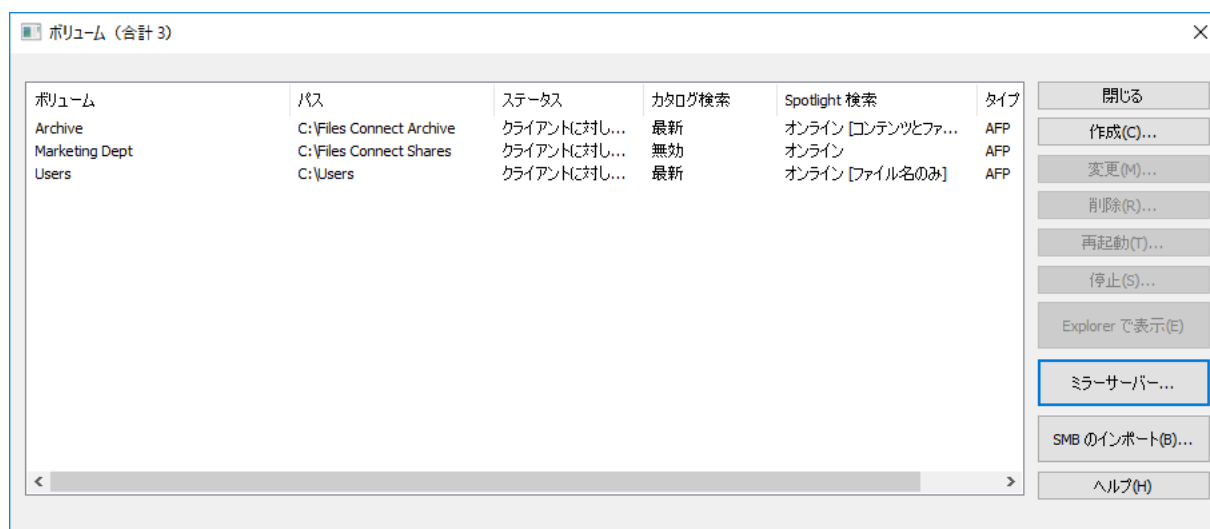 ボリューム（合計 3）
ボリューム パス ステータス カタログ検索 Spotlight 検索 タイプ
Archive C:\Files Connect Archive クライアントに対し... 最新 オンライン [コンテンツとファ... AFP
Marketing Dept C:\Files Connect Shares クライアントに対し... 無効 オンライン AFP
Users C:\Users クライアントに対し... 最新 オンライン [ファイル名のみ] AFP
閉じる
作成(C)...
変更(M)...
削除(R)...
再起動(T)...
停止(S)...
Explorer で表示(E)
ミラーサーバー...
SMB のインポート(B)...
ヘルプ(H)